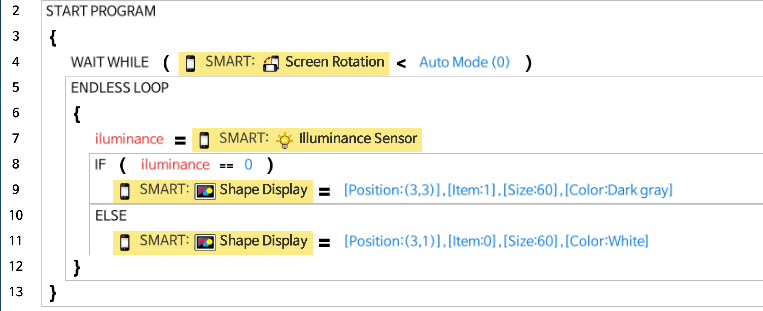 2 START PROGRAM
3 {
4 WAIT WHILE ( SMART: Screen Rotation < Auto Mode (0) )
5 ENDLESS LOOP
6 {
7 iluminance = SMART: Illuminance Sensor
8 IF ( iluminance == 0 )
9 SMART: Shape Display = [Position:(3,3)],[Item:1],[Size:60],[Color:Dark gray]
10 ELSE
11 SMART: Shape Display = [Position:(3,1)],[Item:0],[Size:60],[Color:White]
12 }
13 }